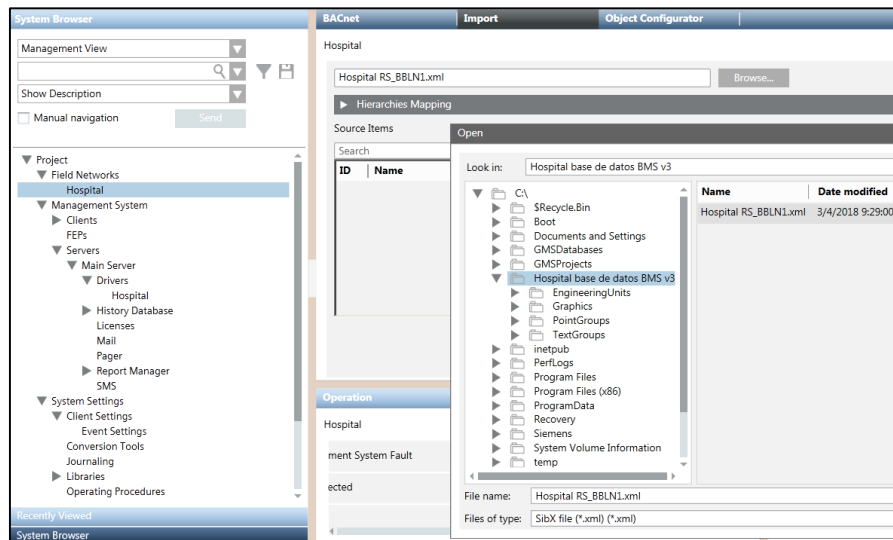 System Browser
Management View
Show Description
Manual navigation
Send
Project
Field Networks
Hospital
Management System
Clients
FEPs
Servers
Main Server
Drivers
Hospital
History Database
Licenses
Mail
Pager
Report Manager
SMS
System Settings
Client Settings
Event Settings
Conversion Tools
Journaling
Libraries
Operating Procedures
Recently Viewed
System Browser
BACnet
Import
Object Configurator
Hospital
Hospital RS_BBLN1.xml
Browse...
Hierarchies Mapping
Source Items
Search
ID
Name
Operation
Hospital
ment System Fault
ected
Open
Look in:
Hospital base de datos BMS v3
C:\
$Recycle.Bin
Boot
Documents and Settings
GMSDatabases
GMSProjects
Hospital base de datos BMS v3
EngineeringUnits
Graphics
PointGroups
TextGroups
inetpub
PerfLogs
Program Files
Program Files (x86)
ProgramData
Recovery
Siemens
System Volume Information
temp
Name
Date modified
Hospital RS_BBLN1.xml
3/4/2018 9:29:00
File name:
Hospital RS_BBLN1.xml
Files of type:
SibX file (*.xml) (*.xml)